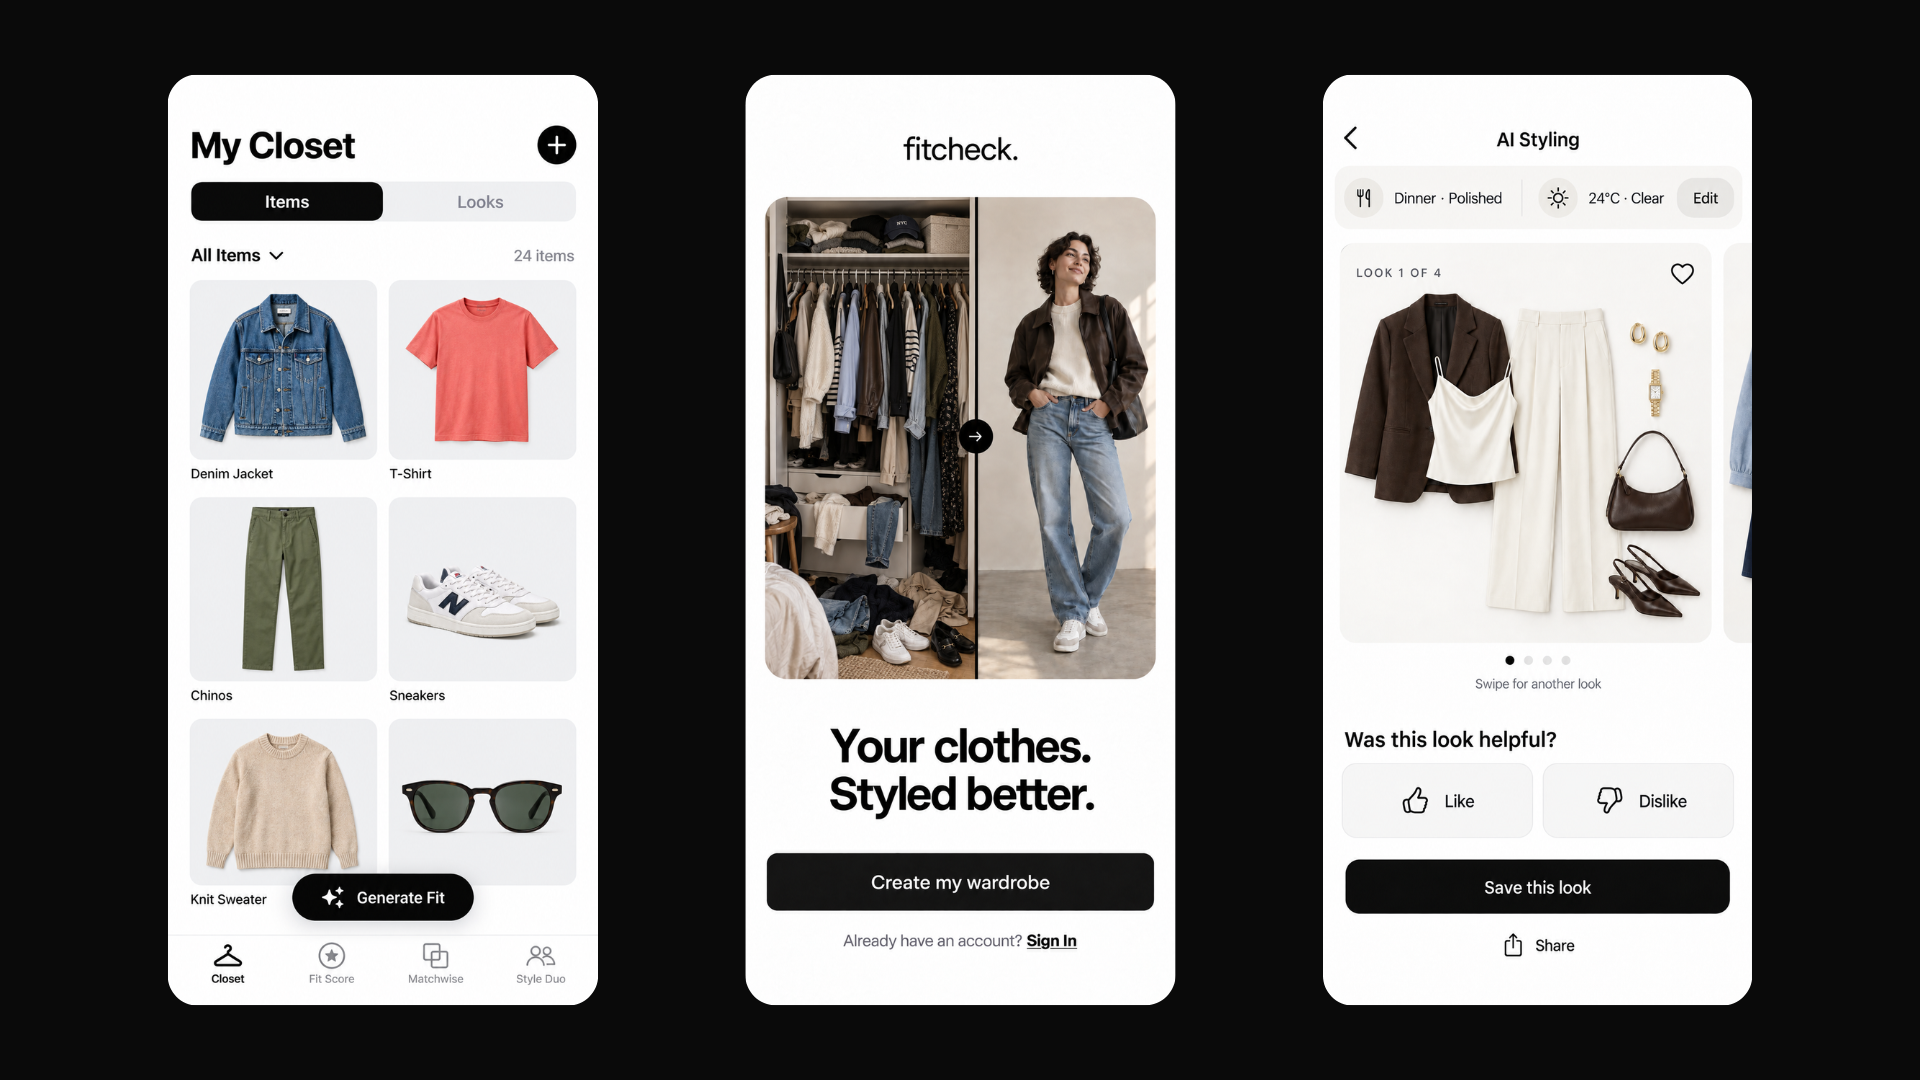 My Closet
Items
Looks
All Items
24 items
Denim Jacket
T-Shirt
Chinos
N
Sneakers
Knit Sweater
Generate Fit
Closet
Fit Score
Matchwise
Style Duo
fitcheck.
NYC
Your clothes.
Styled better.
Create my wardrobe
Already have an account? Sign In
AI Styling
Dinner · Polished
24°C · Clear
Edit
LOOK 1 OF 4
Swipe for another look
Was this look helpful?
Like
Dislike
Save this look
Share